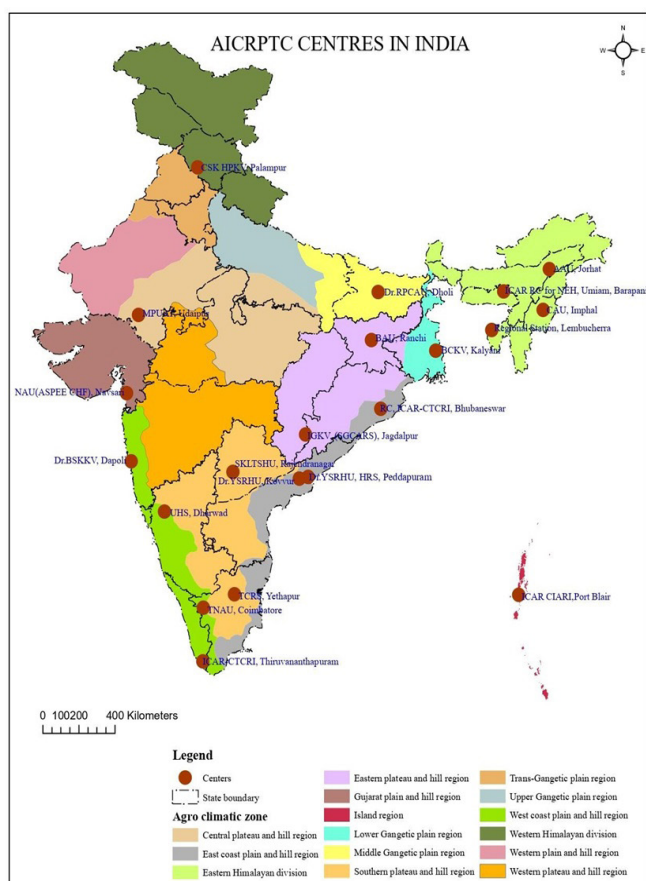 AICRPTC CENTRES IN INDIA
N
W E
S
CSK HPKV, Palampur
AAU, Jorhat
Dr.RPCAU, Dholi
ICAR RC for NEH, Umiam, Barapani
CAU, Imphal
MPUAT, Udaipur
Regional Station, Lembucherra
BAU, Ranchi
BCKV, Kalyani
NAU(ASPEE CHF), Navsari
RC, ICAR-CTCRI, Bhubaneswar
IGKV, (SGCARS), Jagdalpur
Dr.BSKKV, Dapoli
SKLTSHU, Rajendranagar
Dr.YSRHU, Kovvur
Dr.YSRHU, HRS, Peddapuram
UHS, Dharwad
TCRS, Yethapur
ICAR CIARI,Port Blair
TNAU, Coimbatore
ICAR/CTCRI, Thiruvananthapuram
0 100200 400 Kilometers
Legend
Centers
State boundary
Agro climatic zone
Central plateau and hill region
East coast plain and hill region
Eastern Himalayan division
Eastern plateau and hill region
Gujarat plain and hill region
Island region
Lower Gangetic plain region
Middle Gangetic plain region
Southern plateau and hill region
Trans-Gangetic plain region
Upper Gangetic plain region
West coast plain and hill region
Western Himalayan division
Western plain and hill region
Western plateau and hill region